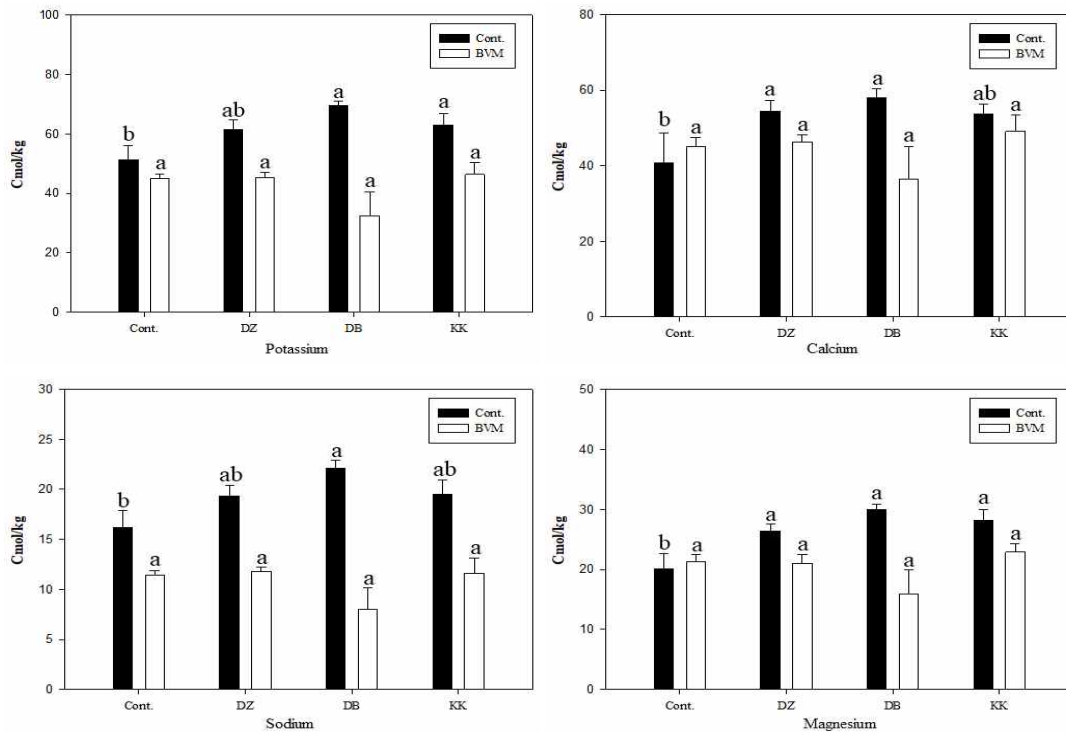 100
80
60
40
20
0
Cmol/kg
Cont.
BVM
b
a
ab
a
a
a
a
a
Cont. DZ DB KK
Potassium
80
60
40
20
0
Cmol/kg
Cont.
BVM
b
a
a
a
a
a
ab
a
Cont. DZ DB KK
Calcium
30
25
20
15
10
5
0
Cmol/kg
Cont.
BVM
b
a
ab
a
a
a
ab
a
Cont. DZ DB KK
Sodium
50
40
30
20
10
0
Cmol/kg
Cont.
BVM
b
a
a
a
a
a
a
a
Cont. DZ DB KK
Magnesium